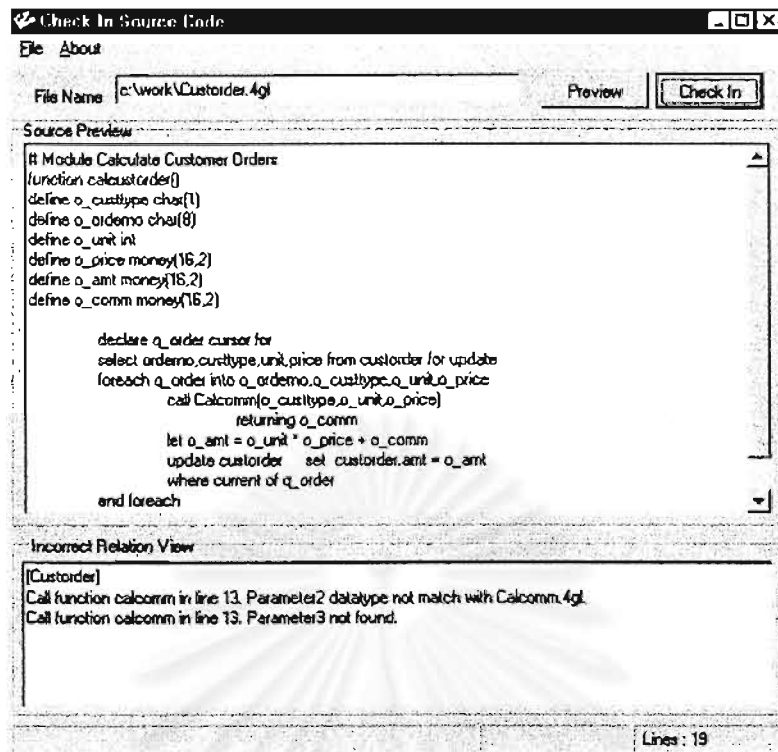 Check In Source Code
File About
File Name c:\work\Custorder.4gl Preview Check In
Source Preview
# Module Calculate Customer Orders
function calcustorder()
define o_custtype char(1)
define o_orderno char(8)
define o_unit int
define o_price money(16,2)
define o_amt money(16,2)
define o_comm money(16,2)
declare q_order cursor for
select orderno,custtype,unit,price from custorder for update
foreach q_order into o_orderno,o_custtype,o_unit,o_price
call Calcomm(o_custtype,o_unit,o_price)
returning o_comm
let o_amt = o_unit * o_price + o_comm
update custorder set custorder.amt = o_amt
where current of q_order
end foreach
Incorrect Relation View
[Custorder]
Call function calcomm in line 13. Parameter2 datatype not match with Calcomm.4gl.
Call function calcomm in line 13. Parameter3 not found.
Lines : 19